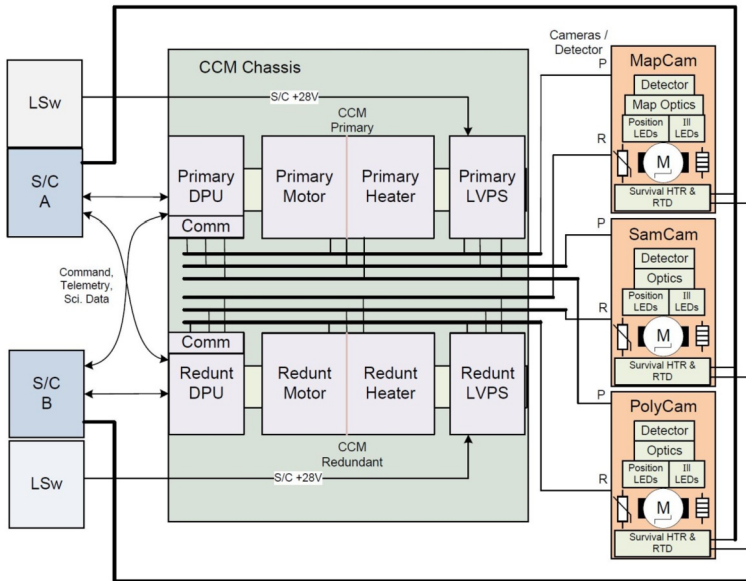 CCM Chassis
LSw
S/C
A
S/C +28V
CCM
Primary
Primary
DPU
Comm
Primary
Motor
Primary
Heater
Primary
LVPS
Command,
Telemetry,
Sci. Data
S/C
B
LSw
Comm
Redunt
DPU
Redunt
Motor
Redunt
Heater
Redunt
LVPS
CCM
Redundant
S/C +28V
Cameras /
Detector
P
R
MapCam
Detector
Map Optics
Position
LEDs
Ill
LEDs
M
Survival HTR &
RTD
P
R
SamCam
Detector
Optics
Position
LEDs
Ill
LEDs
M
Survival HTR &
RTD
P
R
PolyCam
Detector
Optics
Position
LEDs
Ill
LEDs
M
Survival HTR &
RTD